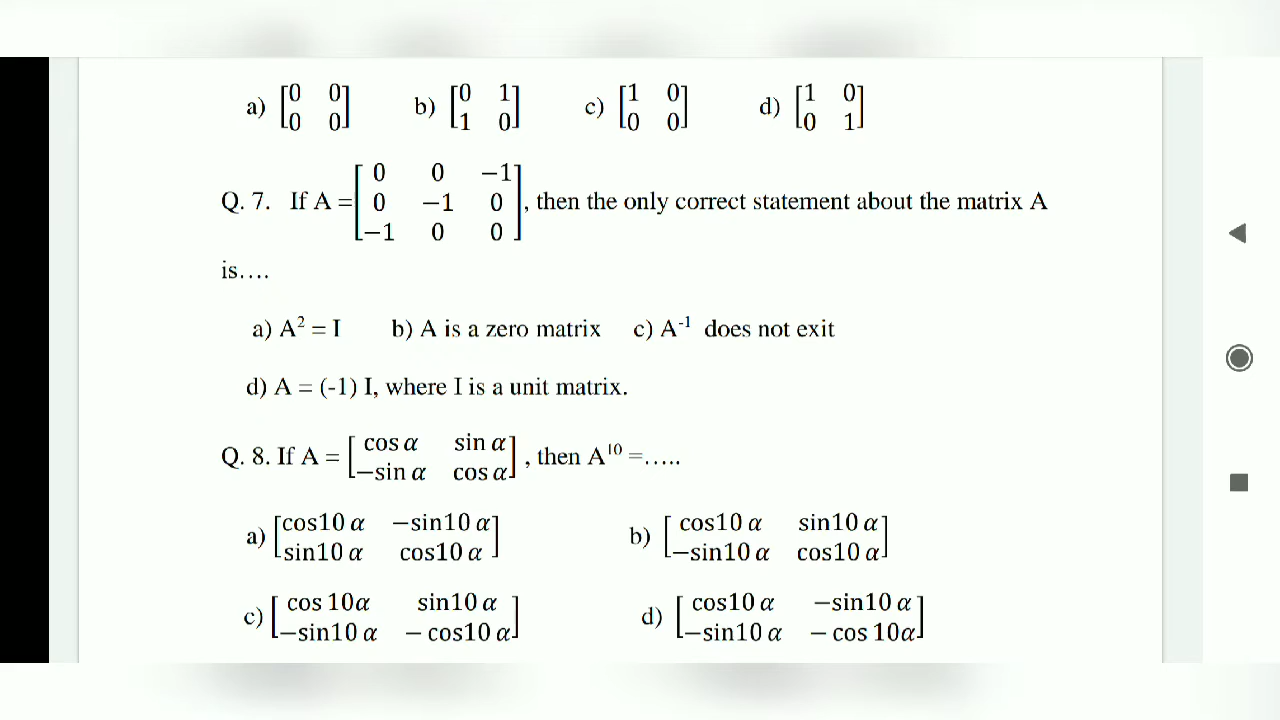 a) [0 0 0 0] b) [0 1 1 0] c) [1 0 0 0] d) [1 0 0 1]
Q. 7. If A = [0 0 −1 0 −1 0 −1 0 0], then the only correct statement about the matrix A
is....
a) A² = I b) A is a zero matrix c) A⁻¹ does not exit
d) A = (-1) I, where I is a unit matrix.
Q. 8. If A = [cos α sin α −sin α cos α], then A¹⁰ =.....
a) [cos10 α −sin10 α sin10 α cos10 α] b) [cos10 α sin10 α −sin10 α cos10 α]
c) [cos 10α sin10 α −sin10 α − cos10 α] d) [cos10 α −sin10 α −sin10 α − cos 10α]